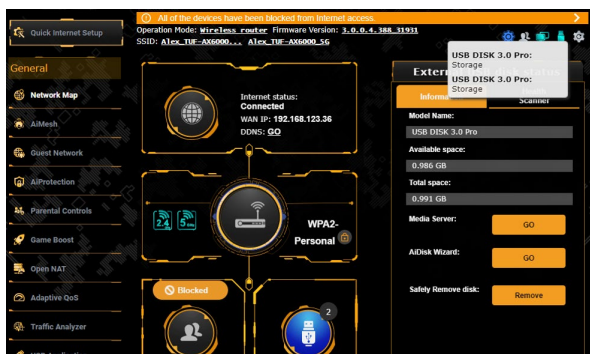 All of the devices have been blocked from Internet access.
Quick Internet Setup
Operation Mode: Wireless router Firmware Version: 3.0.0.4.388_31931
SSID: Alex_TUF-AX6000... Alex_TUF-AX6000_5G
USB DISK 3.0 Pro:
Storage
USB DISK 3.0 Pro:
Storage
General
Network Map
AiMesh
Guest Network
AiProtection
Parental Controls
Game Boost
Open NAT
Adaptive QoS
Traffic Analyzer
Internet status:
Connected
WAN IP: 192.168.123.36
DDNS: GO
2.4
5
WPA2-
Personal
Blocked
2
Scanner
Model Name:
USB DISK 3.0 Pro
Available space:
0.986 GB
Total space:
0.991 GB
Media Server:
GO
AiDisk Wizard:
GO
Safely Remove disk:
Remove